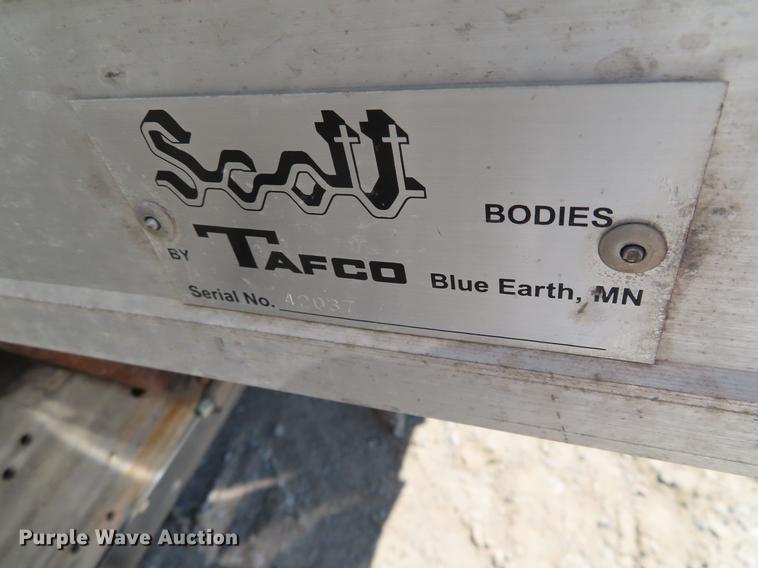 Scott BODIES
BY TAFCO Blue Earth, MN
Serial No. 42037
Purple Wave Auction